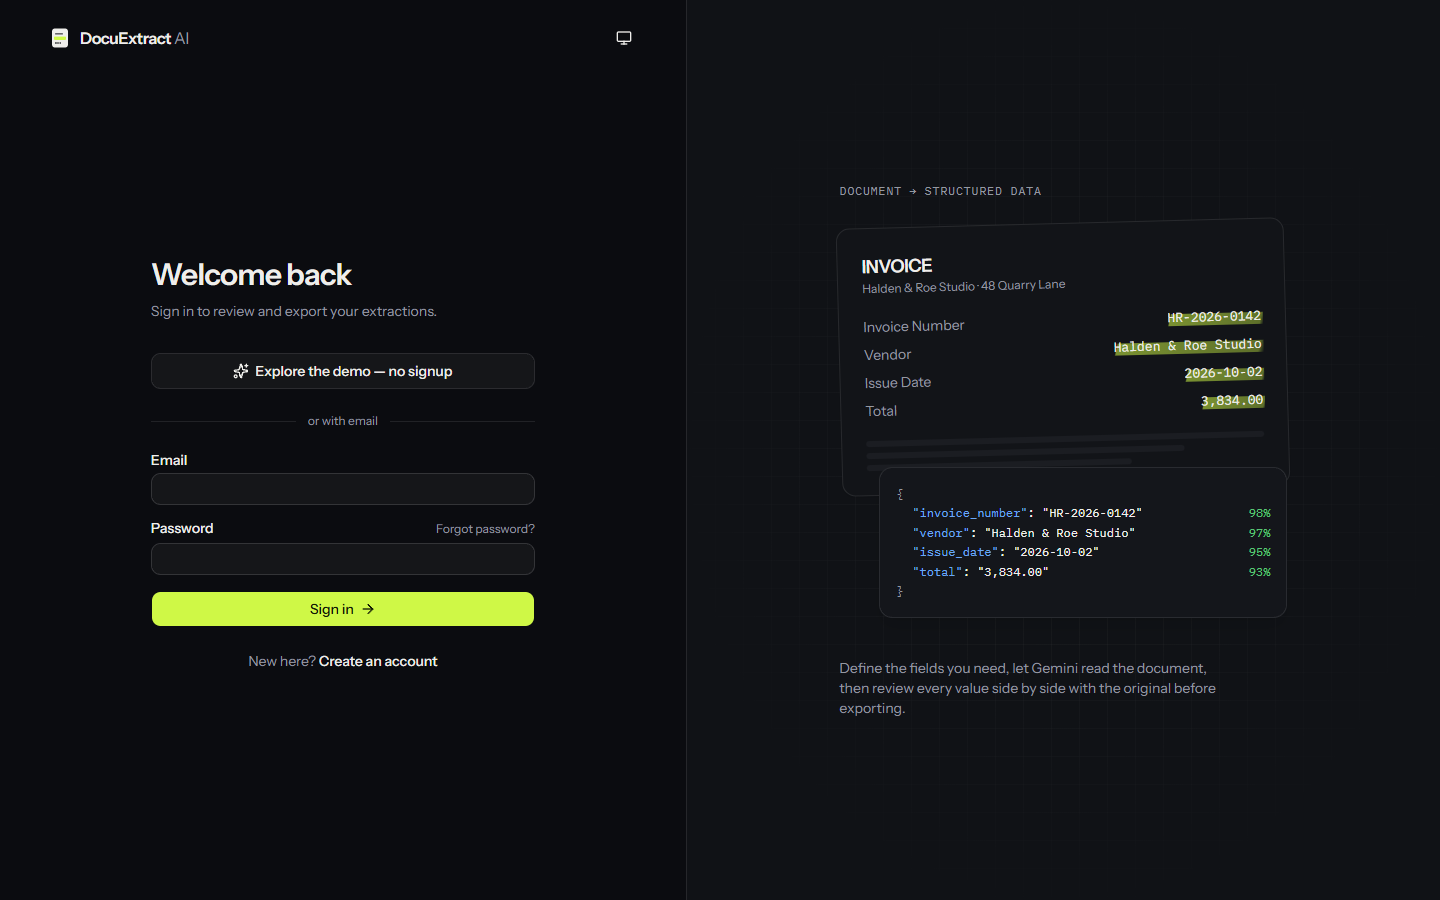 DocuExtract AI
Welcome back
Sign in to review and export your extractions.
Explore the demo — no signup
or with email
Email
Password
Forgot password?
Sign in →
New here? Create an account
DOCUMENT → STRUCTURED DATA
INVOICE
Halden & Roe Studio · 48 Quarry Lane
Invoice Number HR-2026-0142
Vendor Halden & Roe Studio
Issue Date 2026-10-02
Total 3,834.00
{
"invoice_number": "HR-2026-0142" 98%
"vendor": "Halden & Roe Studio" 97%
"issue_date": "2026-10-02" 95%
"total": "3,834.00" 93%
}
Define the fields you need, let Gemini read the document,
then review every value side by side with the original before
exporting.